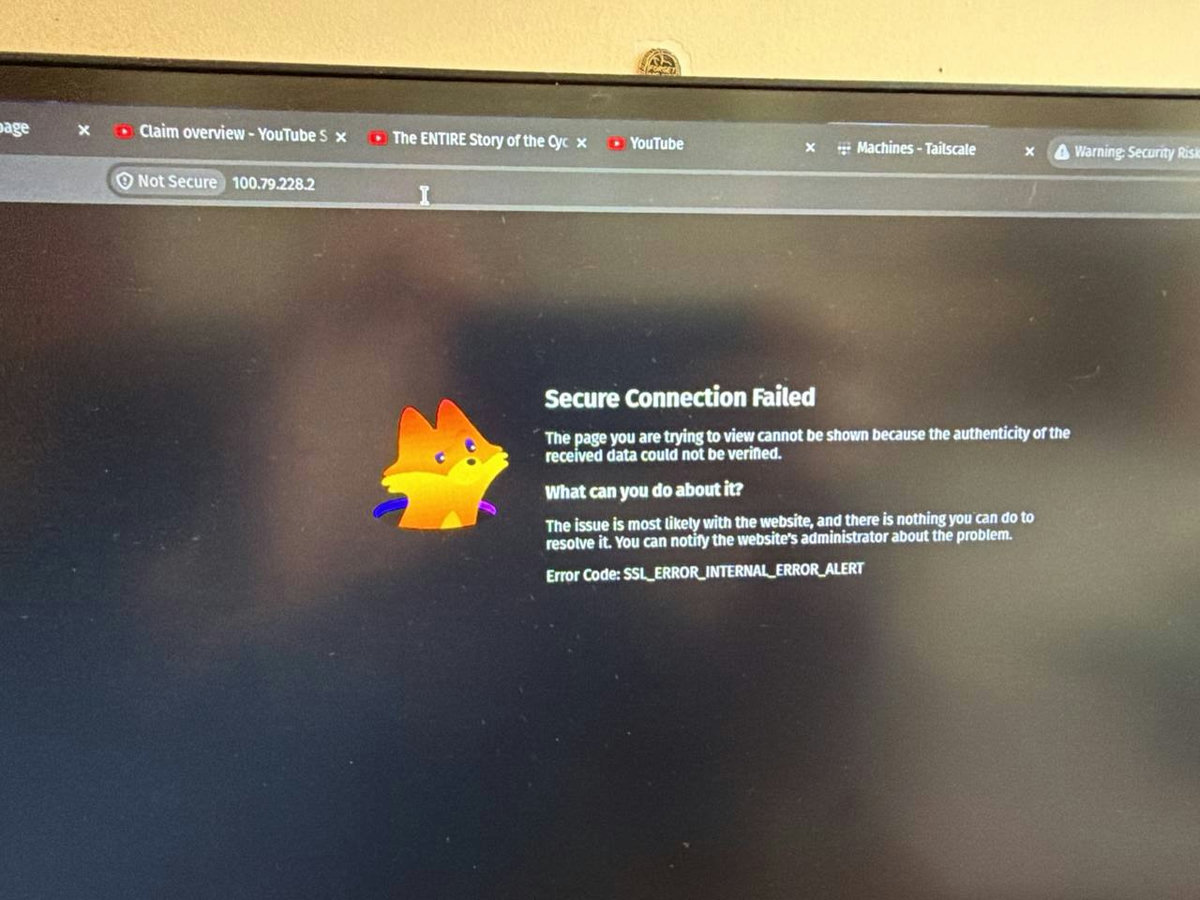 page
Claim overview - YouTube S
The ENTIRE Story of the Cyc
YouTube
Machines - Tailscale
Warning: Security Risk
Not Secure 100.79.228.2
Secure Connection Failed
The page you are trying to view cannot be shown because the authenticity of the
received data could not be verified.
What can you do about it?
The issue is most likely with the website, and there is nothing you can do to
resolve it. You can notify the website's administrator about the problem.
Error Code: SSL_ERROR_INTERNAL_ERROR_ALERT